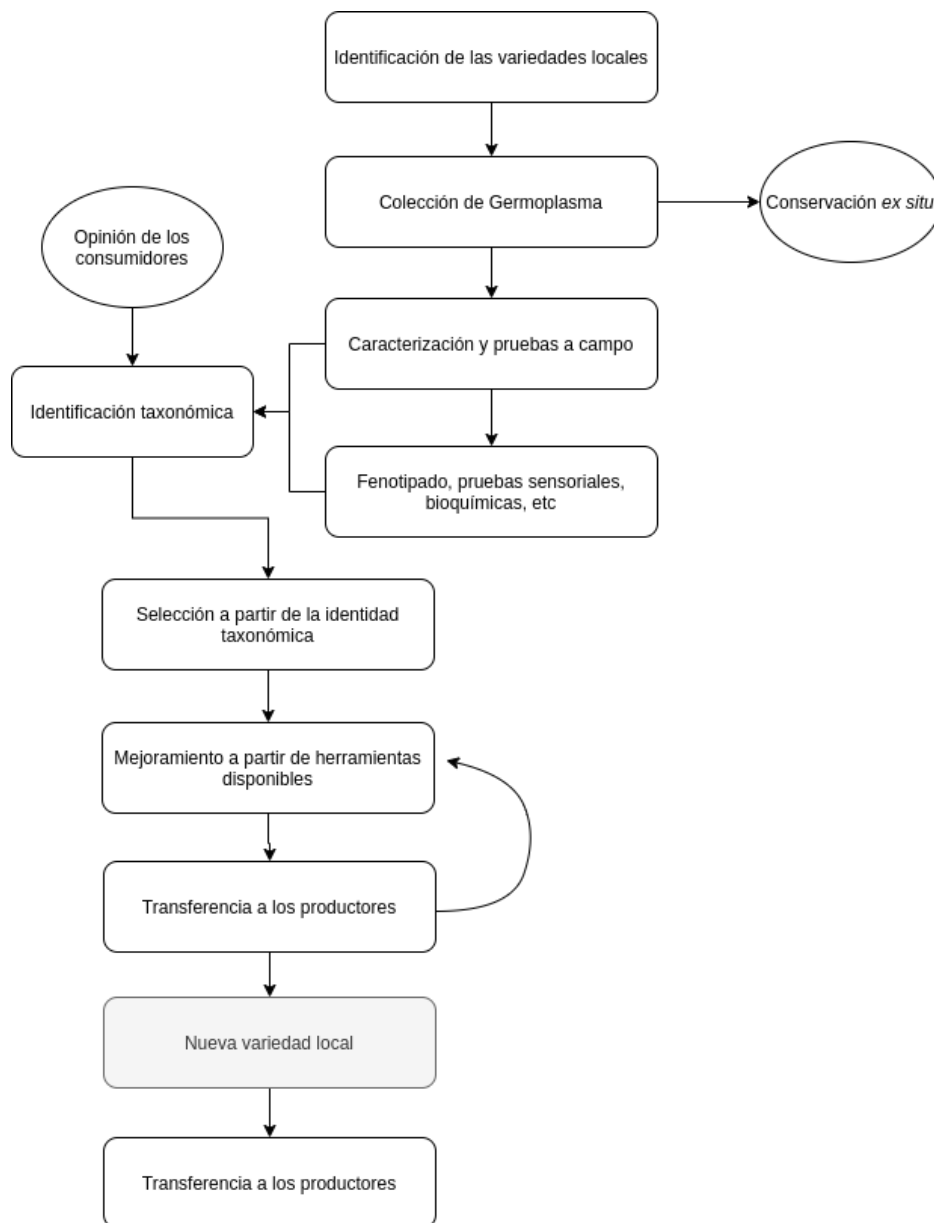 Identificación de las variedades locales
Colección de Germoplasma
Conservación ex situ
Opinión de los
consumidores
Caracterización y pruebas a campo
Identificación taxonómica
Fenotipado, pruebas sensoriales,
bioquímicas, etc
Selección a partir de la identidad
taxonómica
Mejoramiento a partir de herramientas
disponibles
Transferencia a los productores
Nueva variedad local
Transferencia a los productores